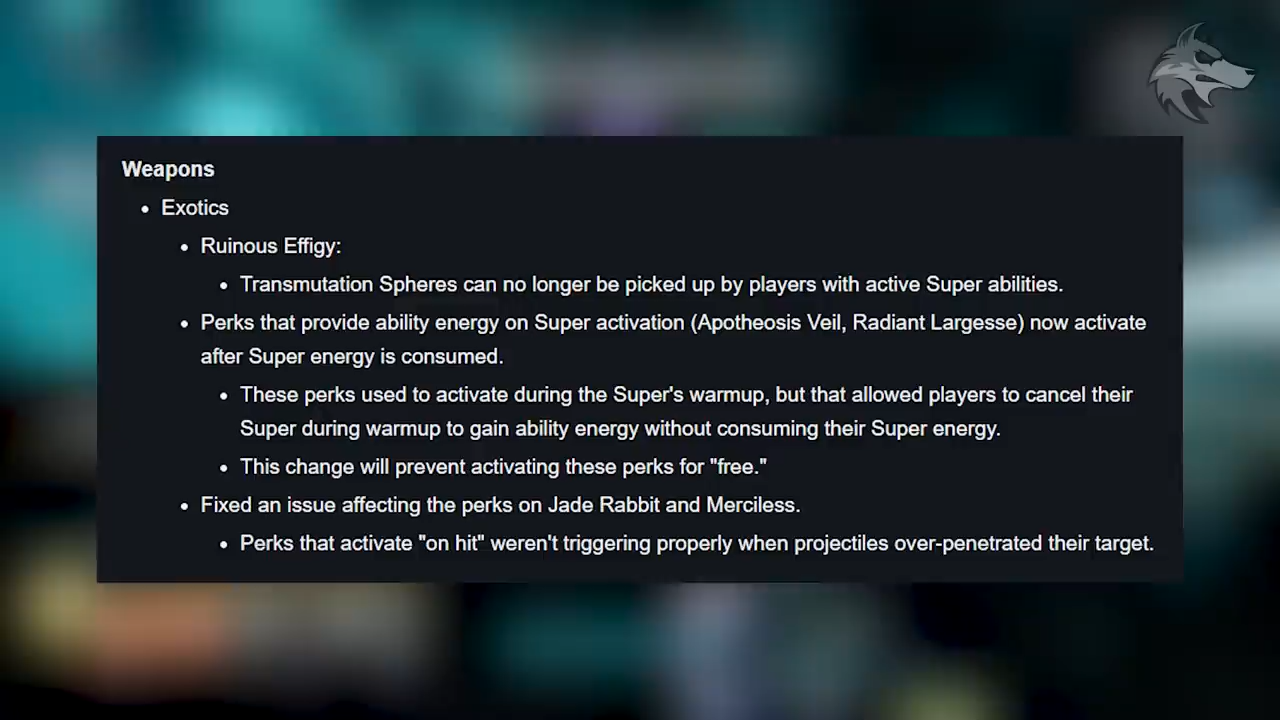 Weapons
Exotics
Ruinous Effigy:
Transmutation Spheres can no longer be picked up by players with active Super abilities.
Perks that provide ability energy on Super activation (Apotheosis Veil, Radiant Largesse) now activate
after Super energy is consumed.
These perks used to activate during the Super's warmup, but that allowed players to cancel their
Super during warmup to gain ability energy without consuming their Super energy.
This change will prevent activating these perks for "free."
Fixed an issue affecting the perks on Jade Rabbit and Merciless.
Perks that activate "on hit" weren't triggering properly when projectiles over-penetrated their target.